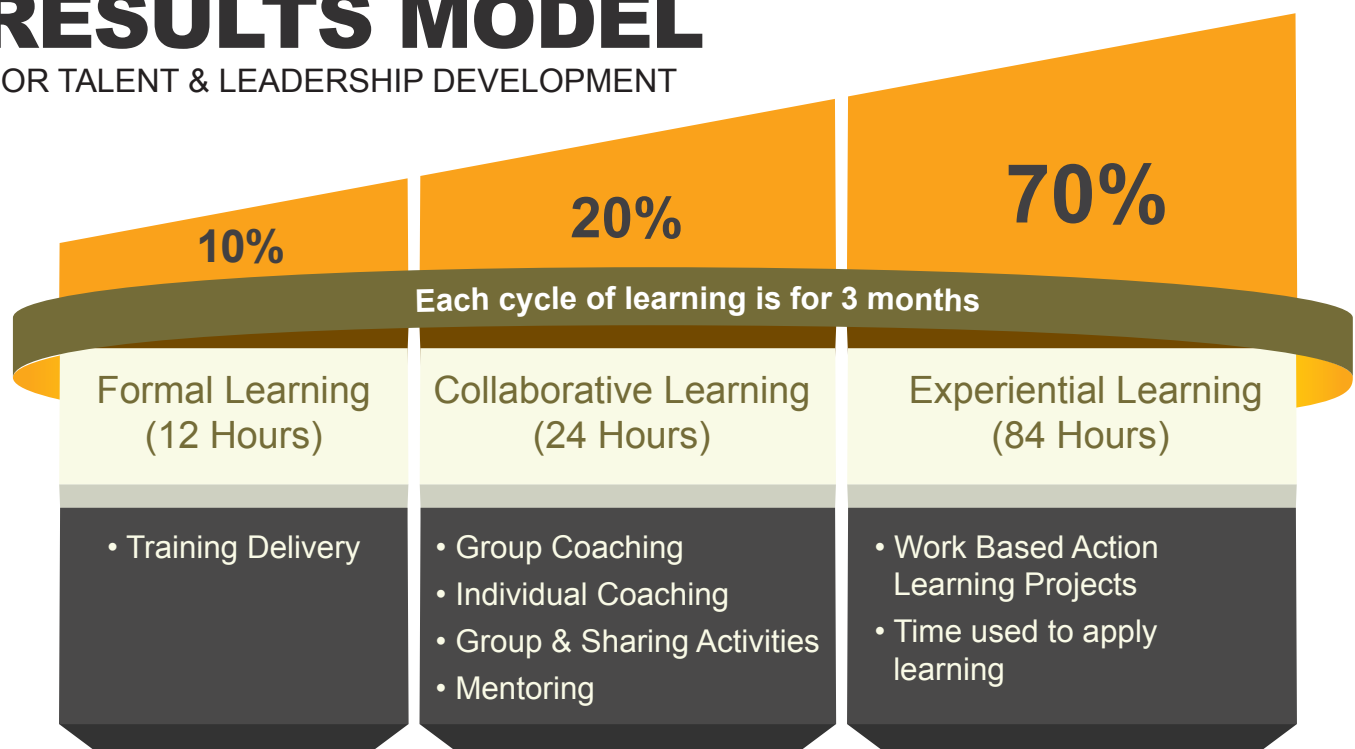 RESULTS MODEL
OR TALENT & LEADERSHIP DEVELOPMENT
10%
20%
70%
Each cycle of learning is for 3 months
Formal Learning
(12 Hours)
Collaborative Learning
(24 Hours)
Experiential Learning
(84 Hours)
• Training Delivery
• Group Coaching
• Individual Coaching
• Group & Sharing Activities
• Mentoring
• Work Based Action
Learning Projects
• Time used to apply
learning